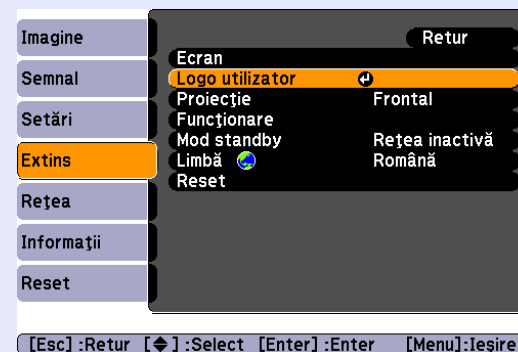 Imagine
Semnal
Setări
Extins
Reţea
Informaţii
Reset
Retur
Ecran
Logo utilizator
Proiecţie Frontal
Funcţionare
Mod standby Reţea inactivă
Limbă Română
Reset
[Esc] :Retur [◆] :Select [Enter] :Enter [Menu]:Ieşire